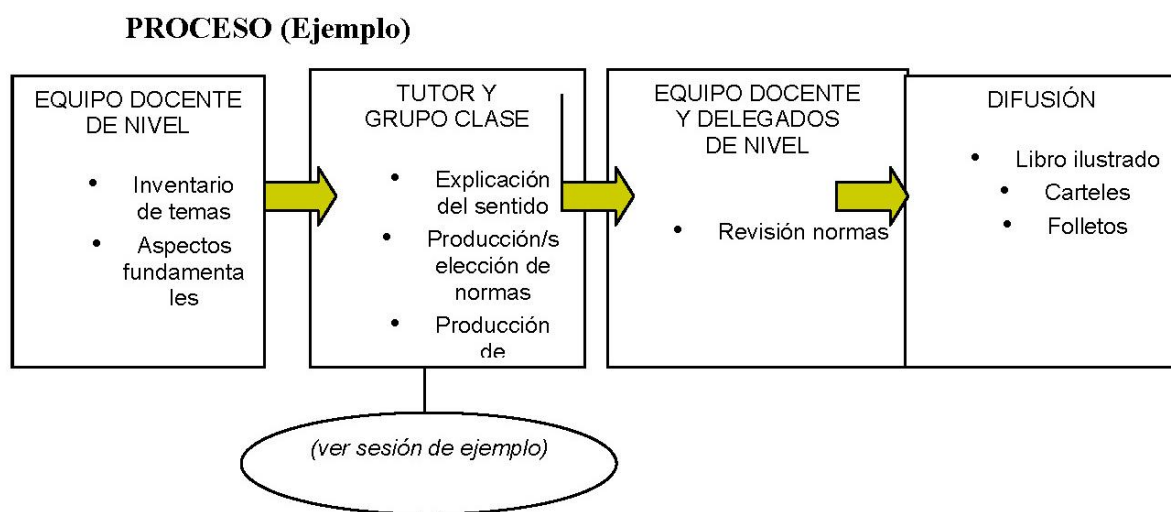 PROCESO (Ejemplo)
EQUIPO DOCENTE
DE NIVEL
• Inventario
de temas
• Aspectos
fundamenta
les
TUTOR Y
GRUPO CLASE
• Explicación
del sentido
• Producción/s
elección de
normas
• Producción
de
EQUIPO DOCENTE
Y DELEGADOS
DE NIVEL
• Revisión normas
DIFUSIÓN
• Libro ilustrado
• Carteles
• Folletos
(ver sesión de ejemplo)